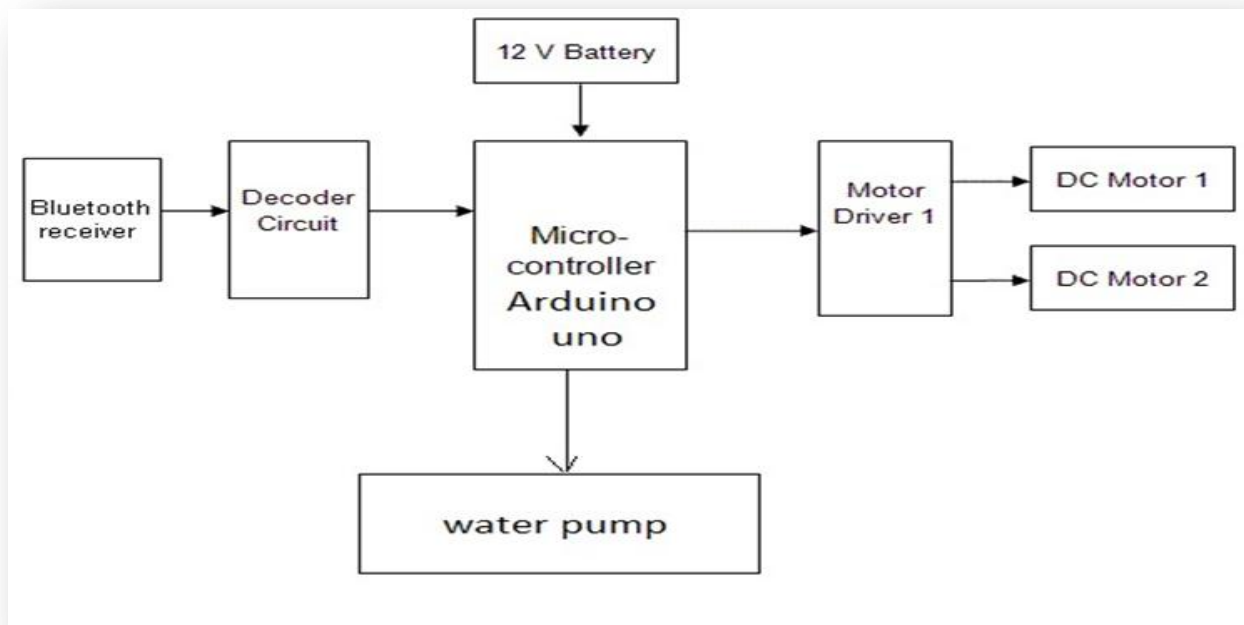 12 V Battery
Bluetooth
receiver
Decoder
Circuit
Micro-
controller
Arduino
uno
Motor
Driver 1
DC Motor 1
DC Motor 2
water pump